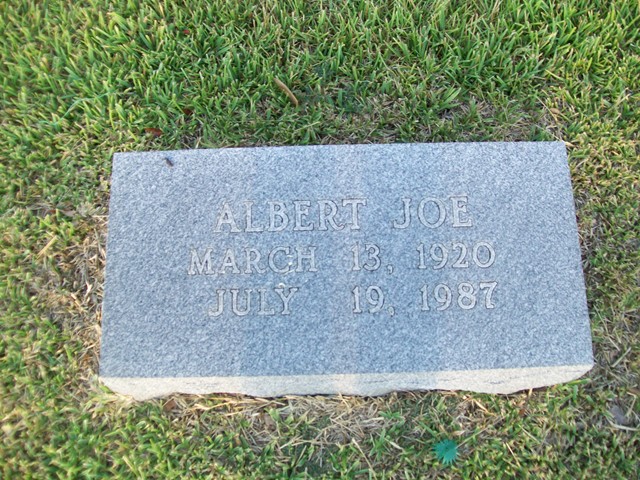 ALBERT JOE
MARCH 13, 1920
JULY 19, 1987